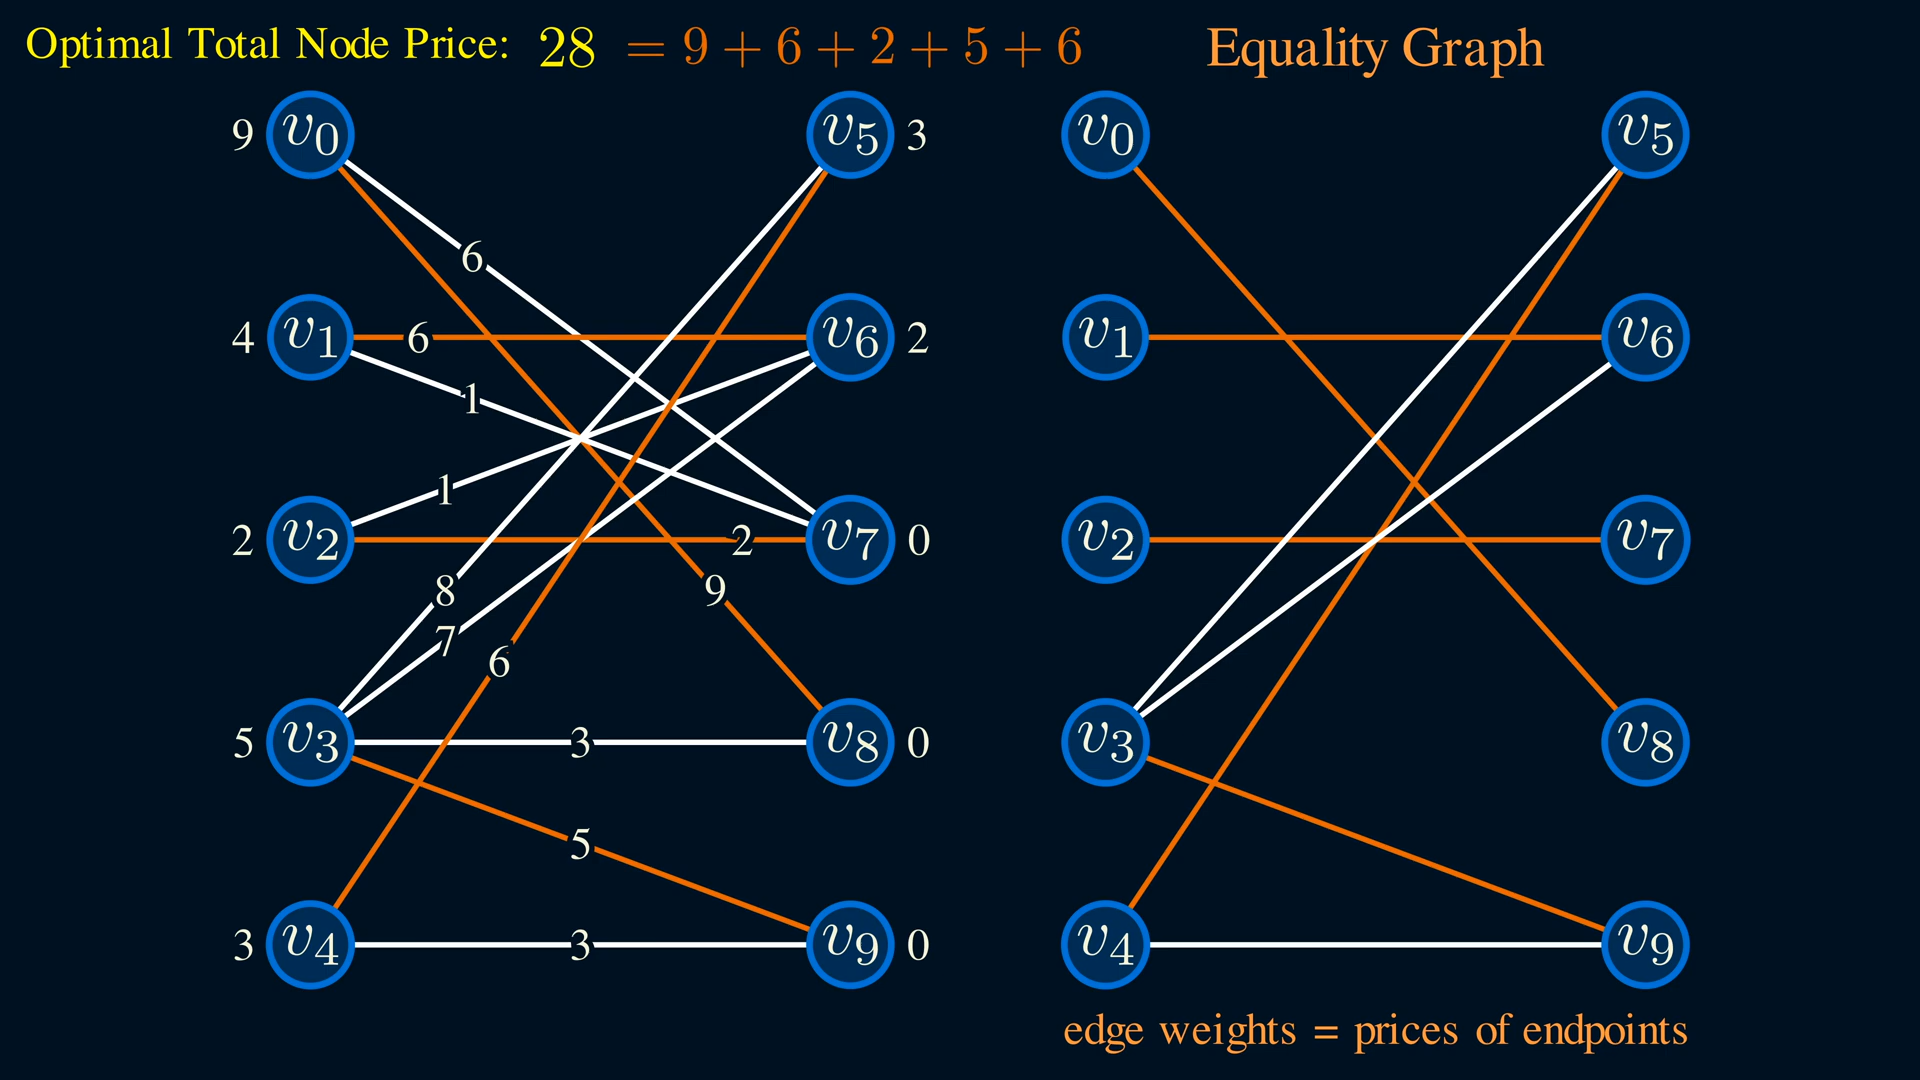 Optimal Total Node Price: 28 = 9 + 6 + 2 + 5 + 6
Equality Graph
9 v0 v5 3
v0 v5
6
4 v1 6 v6 2
v1 v6
1
1
2 v2 2 v7 0
v2 v7
8 9
7
6
5 v3 3 v8 0
v3 v8
5
3 v4 3 v9 0
v4 v9
edge weights = prices of endpoints